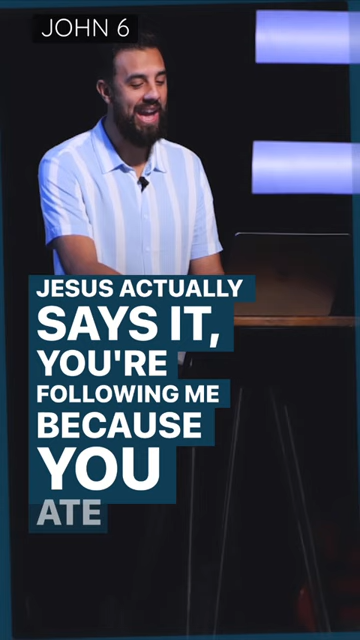 JOHN 6
JESUS ACTUALLY
SAYS IT,
YOU'RE
FOLLOWING ME
BECAUSE
YOU
ATE